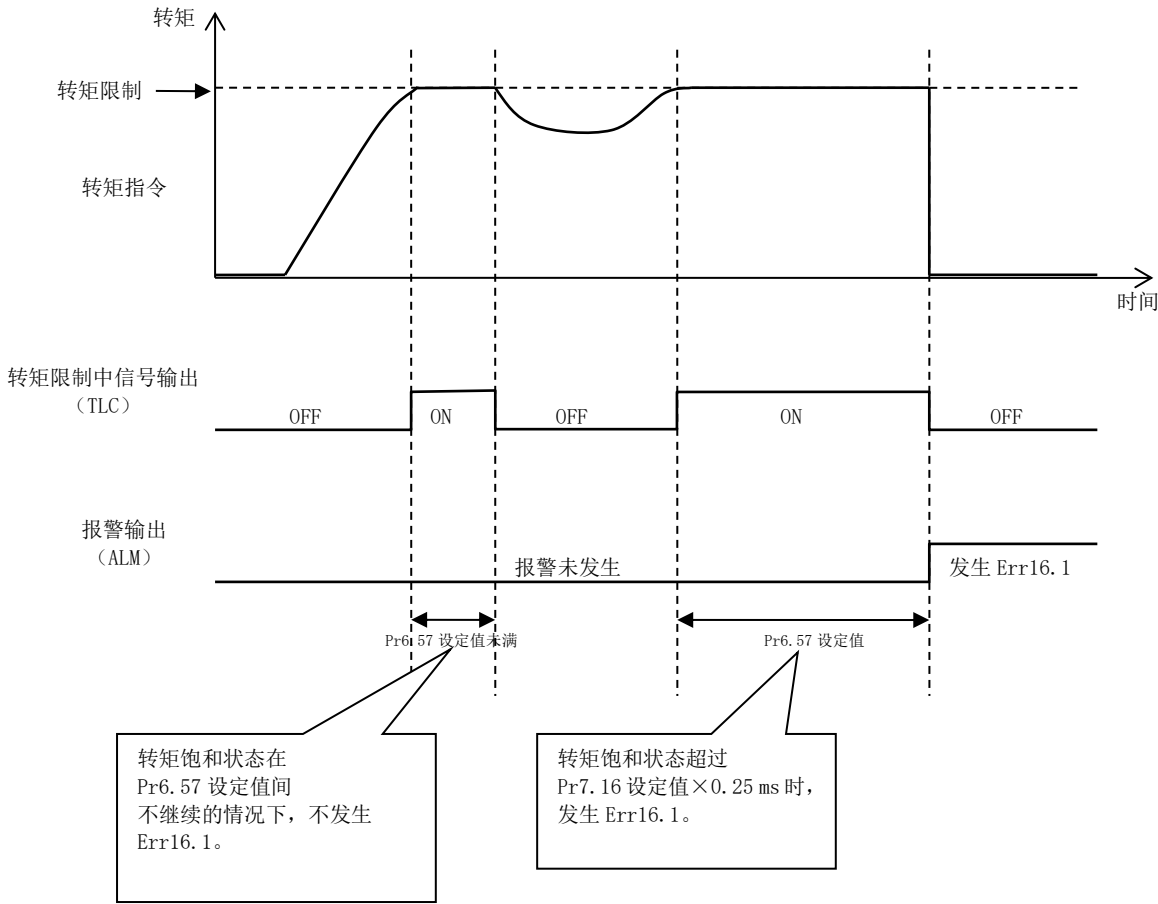 转矩
转矩限制
转矩指令
时间
转矩限制中信号输出
（TLC）
OFF
ON
OFF
ON
OFF
报警输出
（ALM）
报警未发生
发生 Err16.1
Pr6.57 设定值未满
Pr6.57 设定值
转矩饱和状态在
Pr6.57 设定值间
不继续的情况下，不发生
Err16.1。
转矩饱和状态超过
Pr7.16 设定值×0.25 ms 时，
发生 Err16.1。